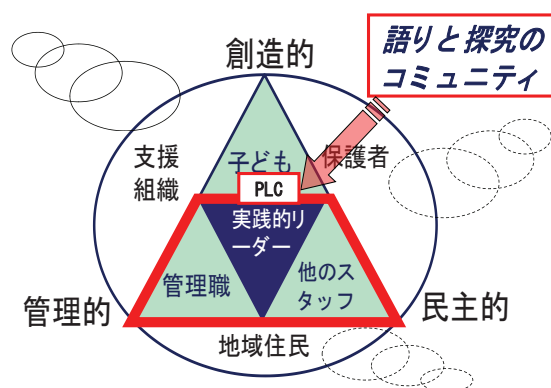 語りと探究の
コミュニティ
創造的
支援
組織
子ども
保護者
PLC
実践的リ
ーダー
管理職
他のス
タッフ
管理的
民主的
地域住民